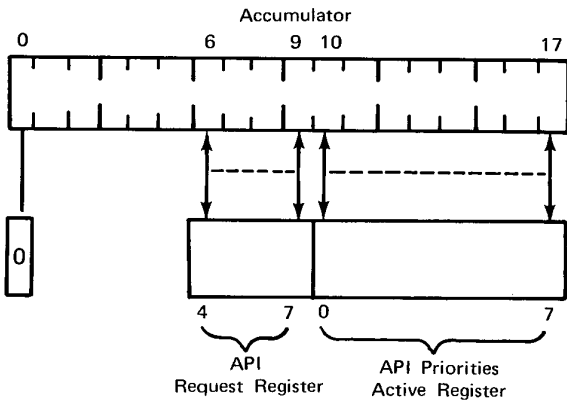 Accumulator
0 6 9 10 17
0
4 7 0 7
API
Request Register
API Priorities
Active Register